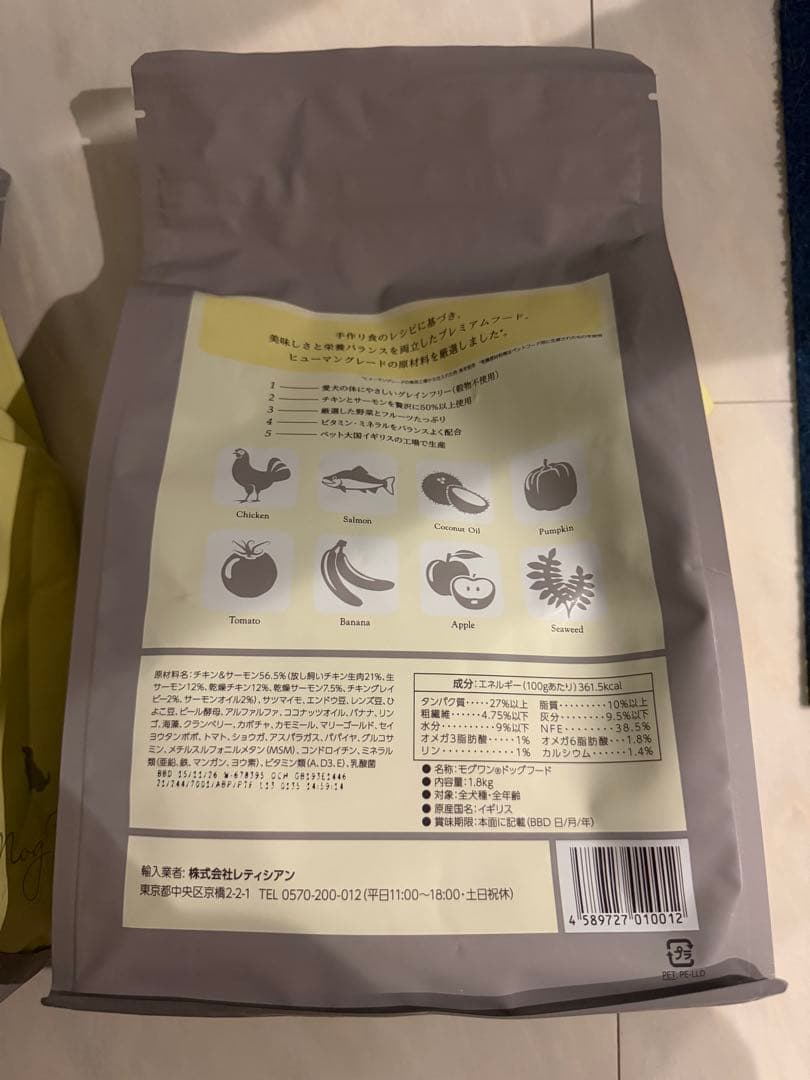 手作り食のレシピに基づき、
美味しさと栄養バランスを両立したプレミアムフード。
ヒューマングレードの原材料を厳選しました*。
1 愛犬の体にやさしいグレインフリー(穀物不使用)
2 チキンとサーモンを贅沢に50%以上使用
3 厳選した野菜とフルーツたっぷり
4 ビタミン・ミネラルをバランスよく配合
5 ペット大国イギリスの工場で生産
Chicken
Salmon
Coconut Oil
Pumpkin
Tomato
Banana
Apple
Seaweed
原材料名:チキン&サーモン56.5%(放し飼いチキン生肉21%、生
サーモン12%、乾燥チキン12%、乾燥サーモン7.5%、チキングレイ
ビー2%、サーモンオイル2%)、サツマイモ、エンドウ豆、レンズ豆、ひ
よこ豆、ビール酵母、アルファルファ、ココナッツオイル、バナナ、リン
ゴ、海藻、クランベリー、カボチャ、カモミール、マリーゴールド、セイ
ヨウタンポポ、トマト、ショウガ、アスパラガス、パパイヤ、グルコサ
ミン、メチルスルフォニルメタン(MSM)、コンドロイチン、ミネラル
類(亜鉛、鉄、マンガン、ヨウ素)、ビタミン類(A、D3、E)、乳酸菌
BBD 15/11/26
成分:エネルギー(100gあたり)361.5kcal
タンパク質‥‥27%以上 脂質‥‥‥‥10%以上
粗繊維‥‥‥4.75%以下 灰分‥‥‥‥9.5%以下
水分‥‥‥‥‥9%以下 NFE‥‥‥‥38.5%
オメガ3脂肪酸‥‥1% オメガ6脂肪酸‥‥1.8%
リン‥‥‥‥‥‥1% カルシウム‥‥‥1.4%
●名称:モグワン®ドッグフード
●内容量:1.8kg
●対象:全犬種・全年齢
●原産国名:イギリス
●賞味期限:本面に記載(BBD 日/月/年)
輸入業者:株式会社レティシアン
東京都中央区京橋2-2-1 TEL 0570-200-012(平日11:00〜18:00・土日祝休)
4 589727 010012
プラ
PET, PE-LLD